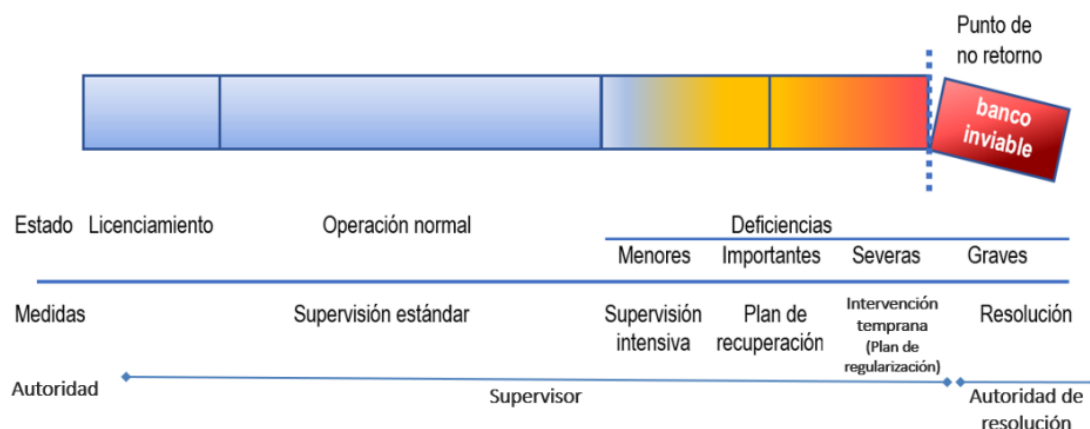 Punto de
no retorno
banco
inviable
Estado Licenciamiento Operación normal Deficiencias
Menores Importantes Severas Graves
Medidas Supervisión estándar
Supervisión
intensiva
Plan de
recuperación
Intervención
temprana
(Plan de
regularización)
Resolución
Autoridad
Supervisor
Autoridad de
resolución